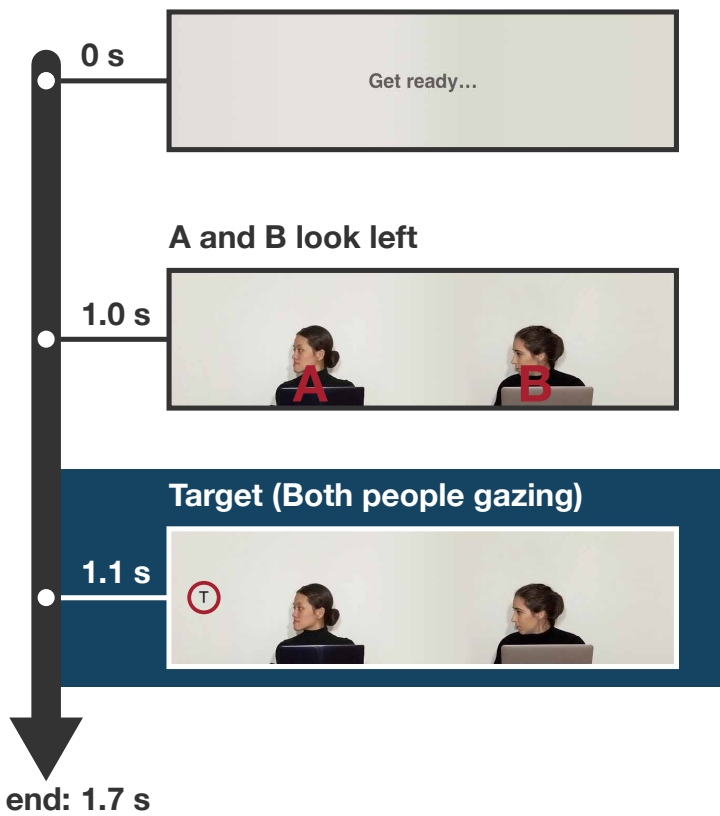 0 s
Get ready…
A and B look left
1.0 s
A B
Target (Both people gazing)
1.1 s
T
end: 1.7 s